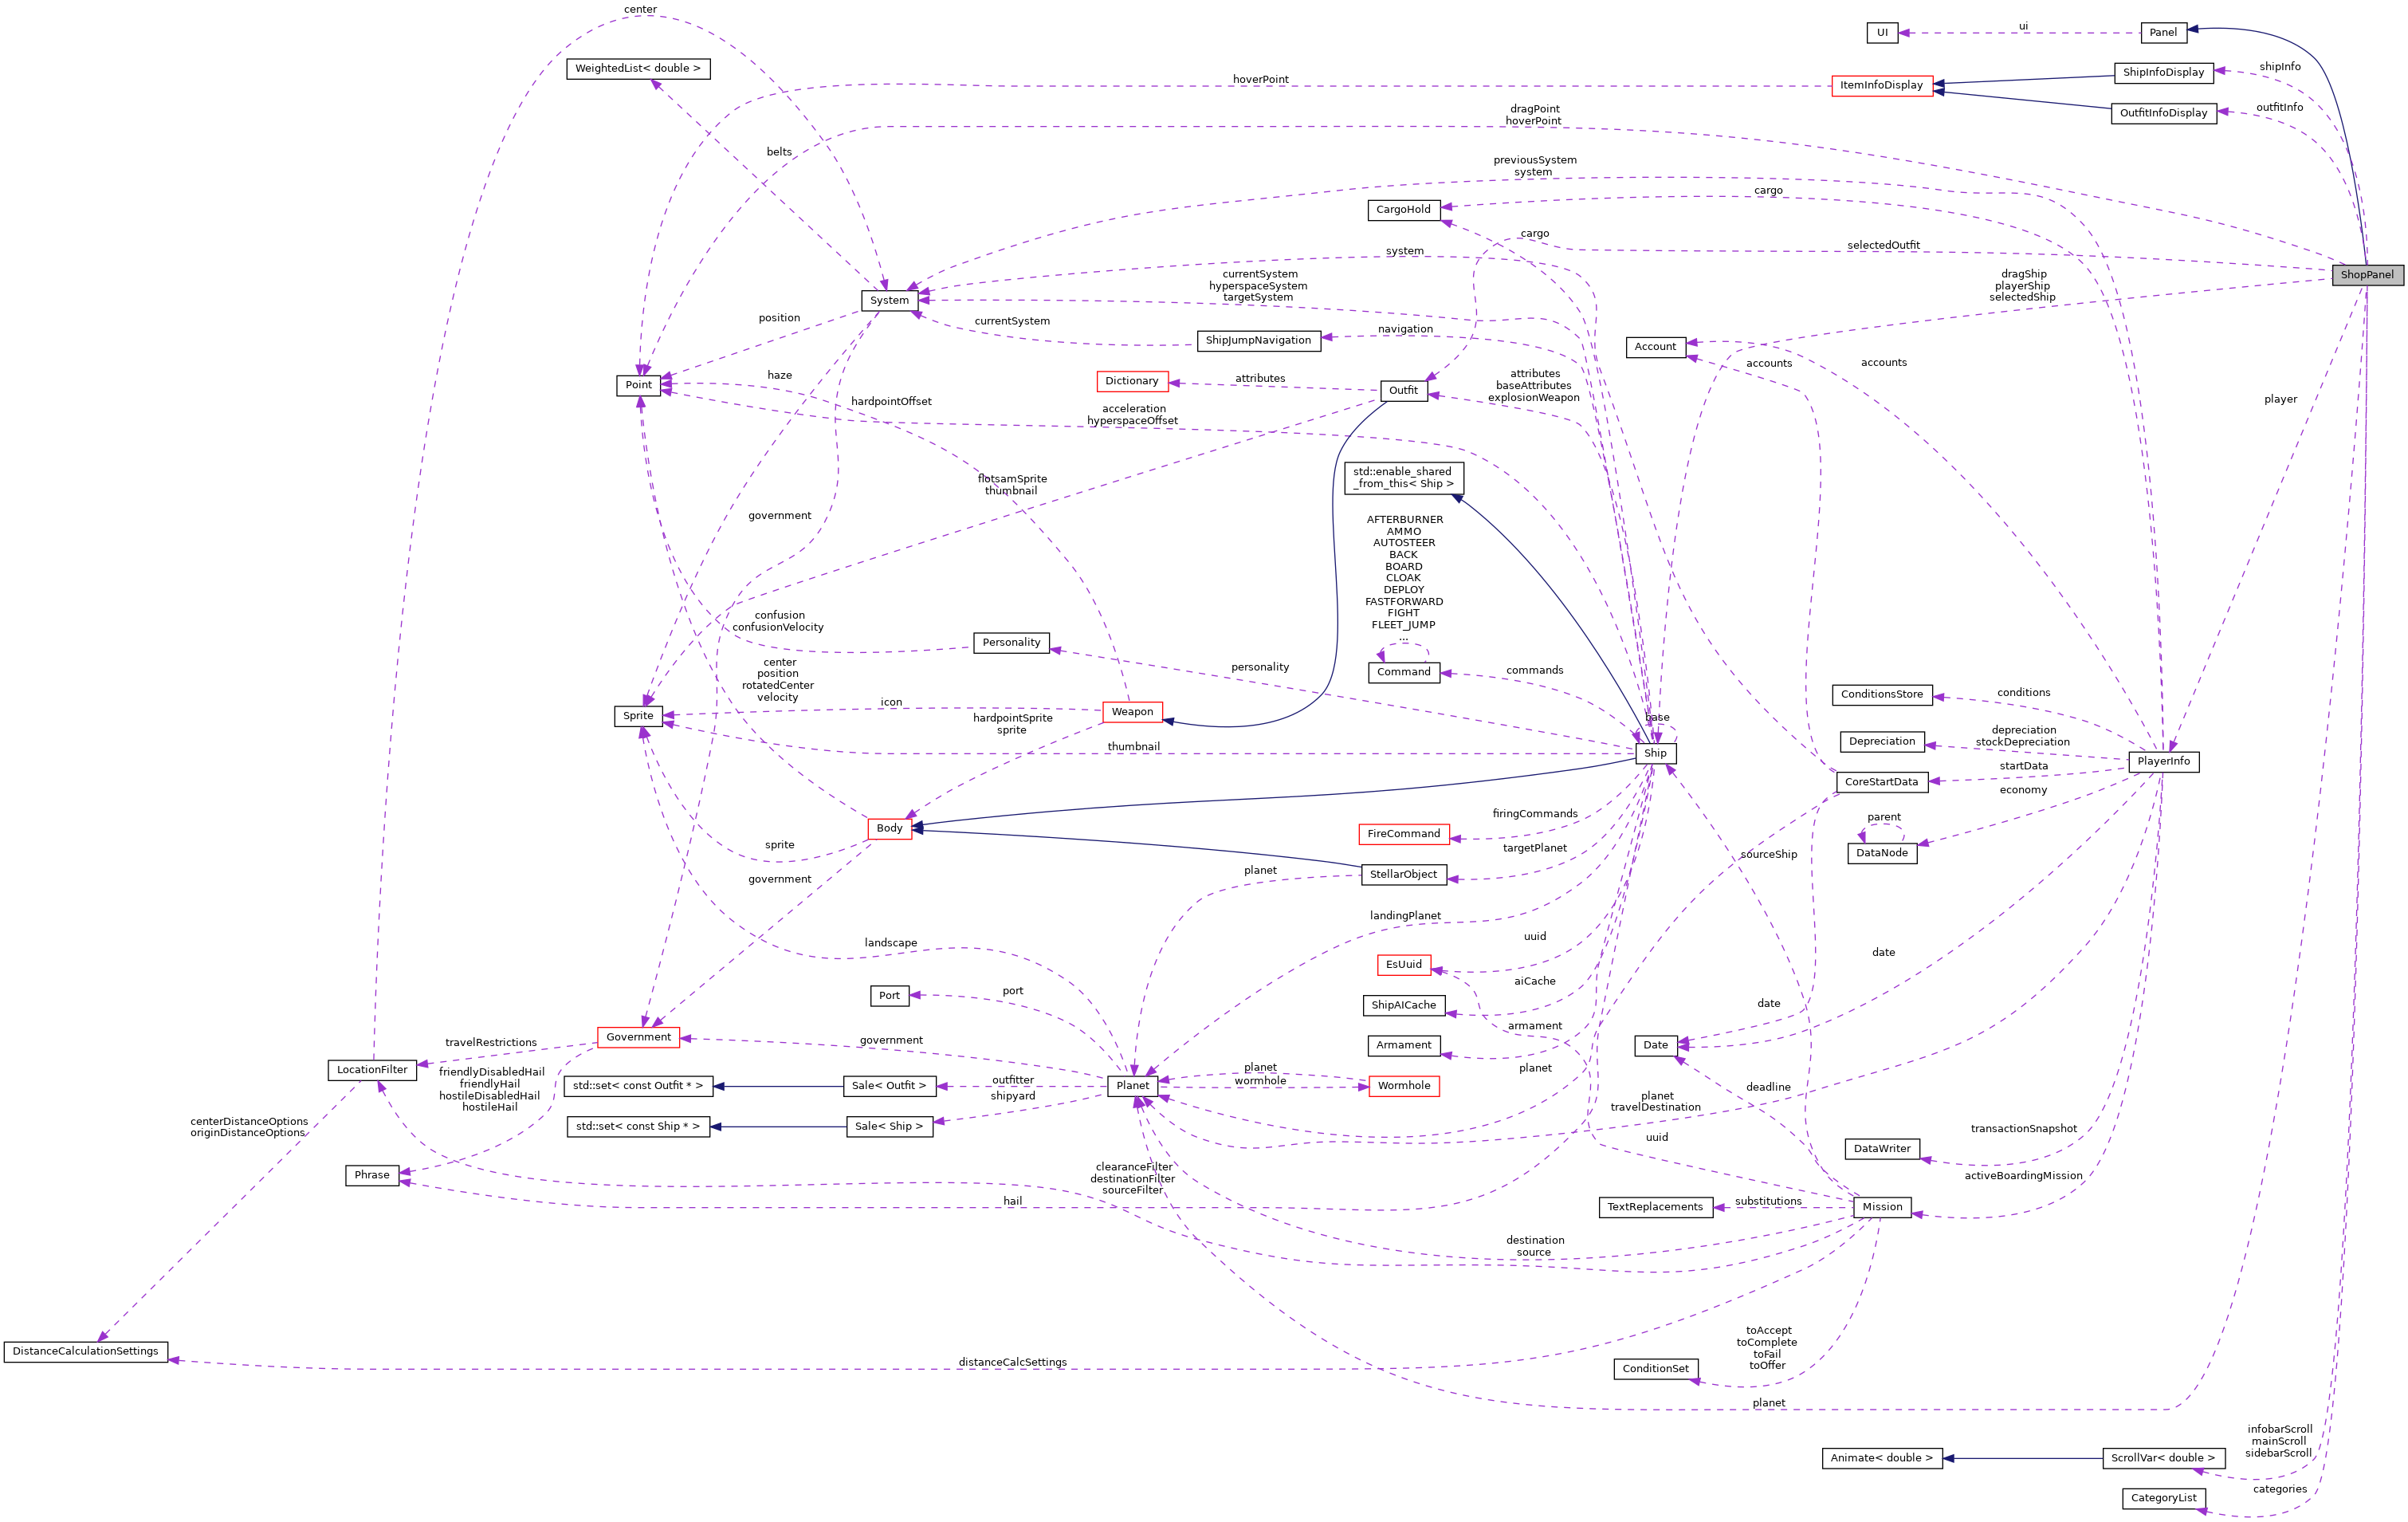 center
ui
UI
Panel
WeightedList< double >
shipInfo
ShipInfoDisplay
hoverPoint
ItemInfoDisplay
dragPoint
hoverPoint
outfitInfo
OutfitInfoDisplay
belts
previousSystem
system
cargo
CargoHold
cargo
selectedOutfit
system
ShopPanel
currentSystem
hyperspaceSystem
targetSystem
dragShip
playerShip
selectedShip
System
position
currentSystem
navigation
ShipJumpNavigation
Account
accounts
accounts
haze
Point
Dictionary
attributes
Outfit
attributes
baseAttributes
explosionWeapon
hardpointOffset
acceleration
hyperspaceOffset
player
std::enable_shared
_from_this< Ship >
flotsamSprite
thumbnail
government
AFTERBURNER
AMMO
AUTOSTEER
BACK
BOARD
CLOAK
DEPLOY
FASTFORWARD
FIGHT
FLEET_JUMP
...
confusion
confusionVelocity
Personality
personality
Command
commands
center
position
rotatedCenter
velocity
ConditionsStore
conditions
icon
Weapon
Sprite
hardpointSprite
sprite
base
thumbnail
Ship
Depreciation
depreciation
stockDepreciation
PlayerInfo
startData
CoreStartData
economy
firingCommands
parent
Body
FireCommand
sprite
targetPlanet
sourceShip
DataNode
government
planet
StellarObject
landingPlanet
landscape
uuid
date
EsUuid
aiCache
Port
port
ShipAICache
date
armament
Government
travelRestrictions
government
Armament
Date
LocationFilter
friendlyDisabledHail
friendlyHail
hostileDisabledHail
hostileHail
std::set< const Outfit * >
Sale< Outfit >
outfitter
shipyard
Planet
planet
wormhole
Wormhole
planet
deadline
planet
travelDestination
centerDistanceOptions
originDistanceOptions
std::set< const Ship * >
Sale< Ship >
uuid
transactionSnapshot
DataWriter
Phrase
clearanceFilter
destinationFilter
sourceFilter
hail
activeBoardingMission
TextReplacements
substitutions
Mission
destination
source
toAccept
toComplete
toFail
toOffer
DistanceCalculationSettings
distanceCalcSettings
ConditionSet
planet
infobarScroll
mainScroll
sidebarScroll
Animate< double >
ScrollVar< double >
categories
CategoryList